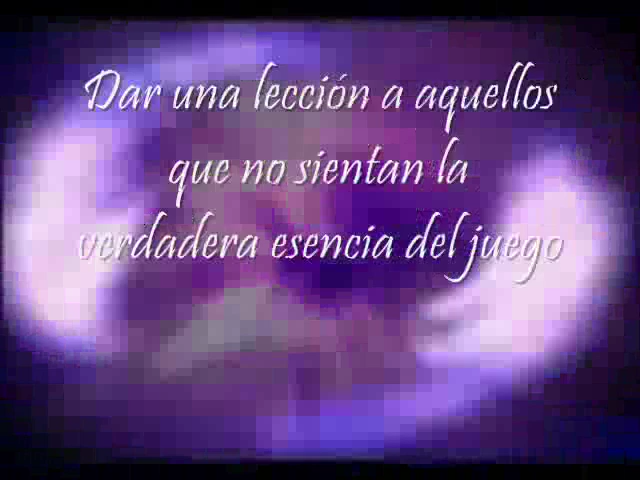 Dar una lección a aquellos
que no sientan la
verdadera esencia del juego